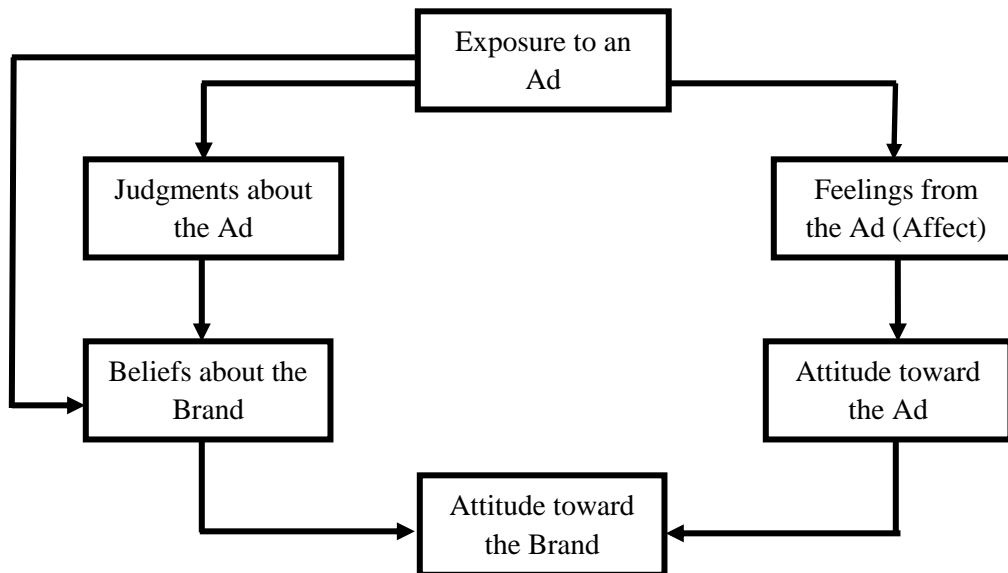 Exposure to an
Ad
Judgments about
the Ad
Feelings from
the Ad (Affect)
Beliefs about the
Brand
Attitude toward
the Ad
Attitude toward
the Brand